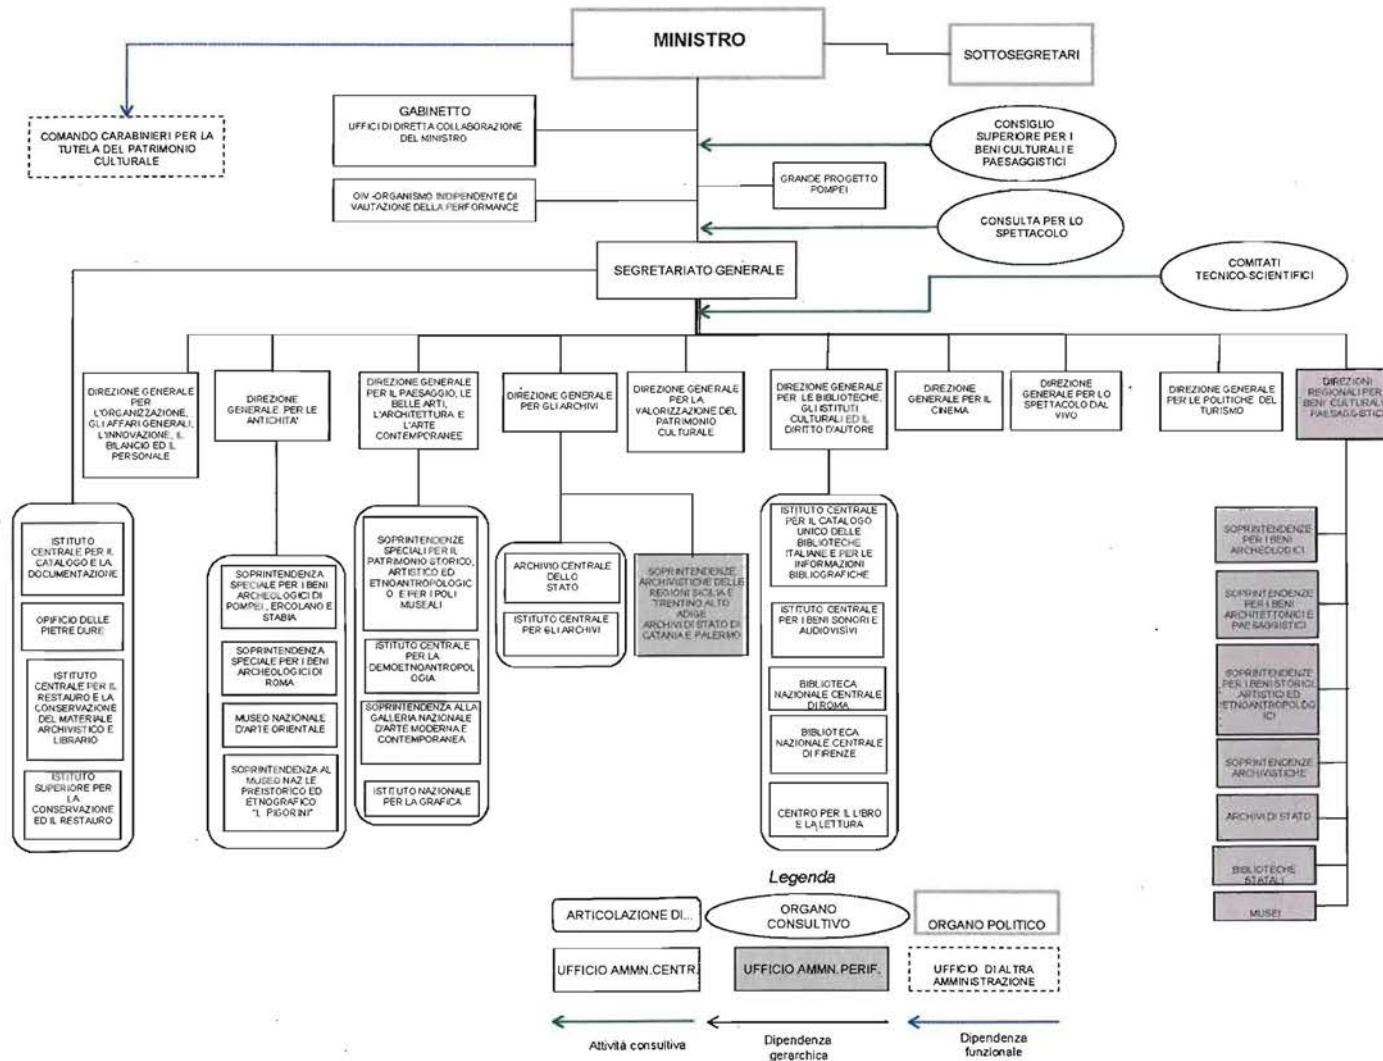 MINISTRO
SOTTOSEGRETARI
COMANDO CARABINIERI PER LA
TUTELA DEL PATRIMONIO
CULTURALE
GABINETTO
UFFICI DI DIRETTA COLLABORAZIONE
DEL MINISTRO
CONSIGLIO
SUPERIORE PER I
BENI CULTURALI E
PAESAGGISTICI
OIV -ORGANISMO INDIPENDENTE DI
VAUTAZIONE DELLA PERFORMANCE
GRANDE PROGETTO
POMPEI
CONSULTA PER LO
SPETTACOLO
SEGRETARIATO GENERALE
COMITATI
TECNICO-SCIENTIFICI
DIREZIONE GENERALE
PER
L'ORGANIZZAZIONE,
GLI AFFARI GENERALI,
L'INNOVAZIONE, IL
BILANCIO ED IL
PERSONALE
DIREZIONE
GENERALE PER LE
ANTICHITA'
DIREZIONE GENERALE
PER IL PAESAGGIO, LE
BELLE ARTI,
L'ARCHITETTURA E
L'ARTE
CONTEMPORANEE
DIREZIONE GENERALE
PER GLI ARCHIVI
DIREZIONE GENERALE
PER LA
VALORIZZAZIONE DEL
PATRIMONIO
CULTURALE
DIREZIONE GENERALE
PER LE BIBLIOTECHE,
GLI ISTITUTI
CULTURALI ED IL
DIRITTO D'AUTORE
DIREZIONE
GENERALE PER IL
CINEMA
DIREZIONE
GENERALE PER LO
SPETTACOLO DAL
VIVO
DIREZIONE GENERALE
PER LE POLITICHE DEL
TURISMO
DIREZIONI
REGIONALI PER I
BENI CULTURALI E
PAESAGGISTICI
ISTITUTO
CENTRALE PER IL
CATALOGO E LA
DOCUMENTAZIONE
OPIFICIO DELLE
PIETRE DURE
ISTITUTO
CENTRALE PER IL
RESTAURO E LA
CONSERVAZIONE
DEL MATERIALE
ARCHIVISTICO E
LIBRARIO
ISTITUTO
SUPERIORE PER
LA
CONSERVAZIONE
ED IL RESTAURO
SOPRINTENDENZA
SPECIALE PER I BENI
ARCHEOLOGICI DI
POMPEI, ERCOLANO E
STABIA
SOPRINTENDENZA
SPECIALE PER I BENI
ARCHEOLOGICI DI
ROMA
MUSEO NAZIONALE
D'ARTE ORIENTALE
SOPRINTENDENZA AL
MUSEO NAZ.LE
PREISTORICO ED
ETNOGRAFICO
"L. PIGORINI"
SOPRINTENDENZE
SPECIALI PER IL
PATRIMONIO STORICO,
ARTISTICO ED
ETNOANTROPOLOGIC
O E PER I POLI
MUSEALI
ISTITUTO CENTRALE
PER LA
DEMOETNOANTROPOL
OGIA
SOPRINTENDENZA ALLA
GALLERIA NAZIONALE
D'ARTE MODERNA E
CONTEMPORANEA
ISTITUTO NAZIONALE
PER LA GRAFICA
ARCHIVIO CENTRALE
DELLO
STATO
ISTITUTO CENTRALE
PER GLI ARCHIVI
SOPRINTENDENZE
ARCHIVISTICHE DELLE
REGIONI SICILIA E
TRENTINO ALTO
ADIGE
ARCHIVI DI STATO DI
CATANIA E PALERMO
ISTITUTO CENTRALE
PER IL CATALOGO
UNICO DELLE
BIBLIOTECHE
ITALIANE E PER LE
INFORMAZIONI
BIBLIOGRAFICHE
ISTITUTO CENTRALE
PER I BENI SONORI E
AUDIOVISIVI
BIBLIOTECA
NAZIONALE CENTRALE
DI ROMA
BIBLIOTECA
NAZIONALE CENTRALE
DI FIRENZE
CENTRO PER IL LIBRO
E LA LETTURA
SOPRINTENDENZE
PER I BENI
ARCHEOLOGICI
SOPRINTENDENZE
PER I BENI
ARCHITETTONICI E
PAESAGGISTICI
SOPRINTENDENZE
PER I BENI STORICI,
ARTISTICI ED
ETNOANTROPOLOG
ICI
SOPRINTENDENZE
ARCHIVISTICHE
ARCHIVI DI STATO
BIBLIOTECHE
STATALI
MUSEI
Legenda
ARTICOLAZIONE DI...
ORGANO
CONSULTIVO
ORGANO POLITICO
UFFICIO AMMN.CENTR.
UFFICIO AMMN. PERIF.
UFFICIO DI ALTRA
AMMINISTRAZIONE
Attività consultiva
Dipendenza
gerarchica
Dipendenza
funzionale